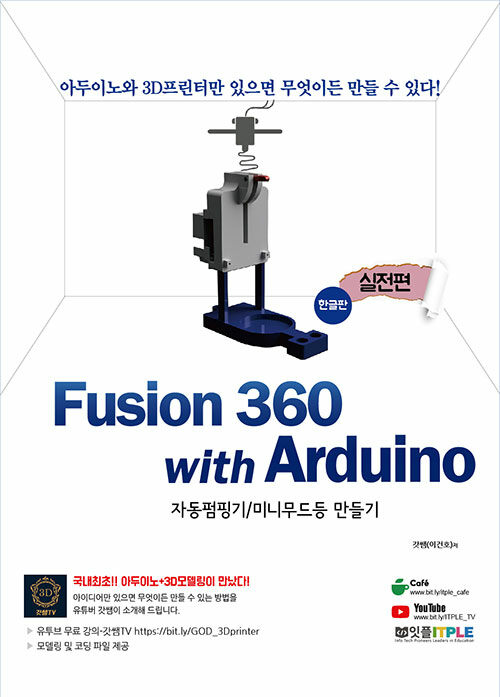 아두이노와 3D프린터만 있으면 무엇이든 만들 수 있다!
실전편
한글판
Fusion 360
with Arduino
자동펌핑기/미니무드등 만들기
갓쌤(이건호)저
3D
갓쌤TV
국내최초!! 아두이노+3D모델링이 만났다!
아이디어만 있으면 무엇이든 만들 수 있는 방법을
유튜버 갓쌤이 소개해 드립니다.
▶ 유투브 무료 강의-갓쌤TV https://bit.ly/GOD_3Dprinter
▶ 모델링 및 코딩 파일 제공
Café
www.bit.ly/itple_cafe
YouTube
www.bit.ly/ITPLE_TV
잇플ITPLE
Info Tech Pioneers Leaders in Education